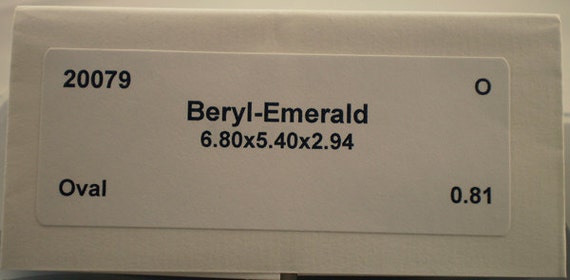 20079 O
Beryl-Emerald
6.80x5.40x2.94
Oval 0.81